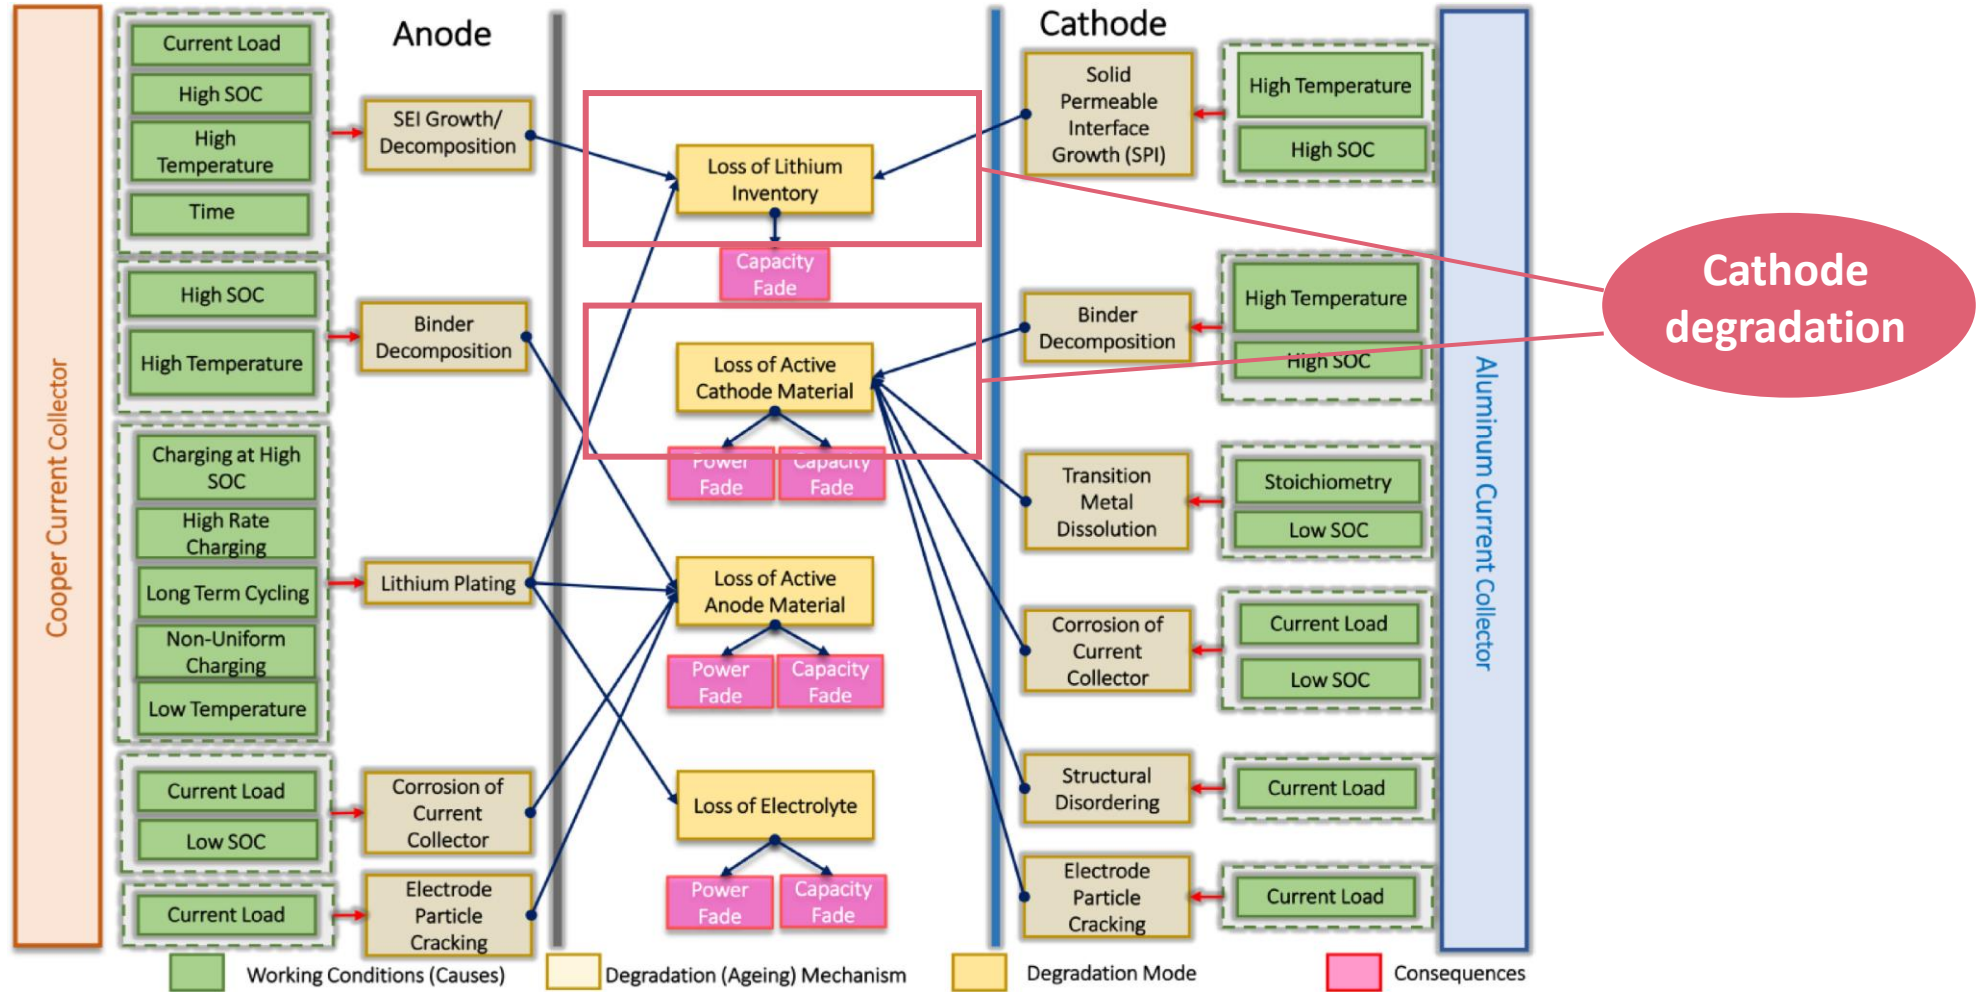 Cooper Current Collector
Anode
Current Load
High SOC
High
Temperature
Time
SEI Growth/
Decomposition
High SOC
High Temperature
Binder
Decomposition
Charging at High
SOC
High Rate
Charging
Long Term Cycling
Non-Uniform
Charging
Low Temperature
Lithium Plating
Current Load
Low SOC
Corrosion of
Current
Collector
Current Load
Electrode
Particle
Cracking
Loss of Lithium
Inventory
Capacity
Fade
Loss of Active
Cathode Material
Power
Fade
Capacity
Fade
Loss of Active
Anode Material
Power
Fade
Capacity
Fade
Loss of Electrolyte
Power
Fade
Capacity
Fade
Cathode
Solid
Permeable
Interface
Growth (SPI)
High Temperature
High SOC
Binder
Decomposition
High Temperature
High SOC
Transition
Metal
Dissolution
Stoichiometry
Low SOC
Corrosion of
Current
Collector
Current Load
Low SOC
Structural
Disordering
Current Load
Electrode
Particle
Cracking
Current Load
Aluminum Current Collector
Cathode
degradation
Working Conditions (Causes)
Degradation (Ageing) Mechanism
Degradation Mode
Consequences